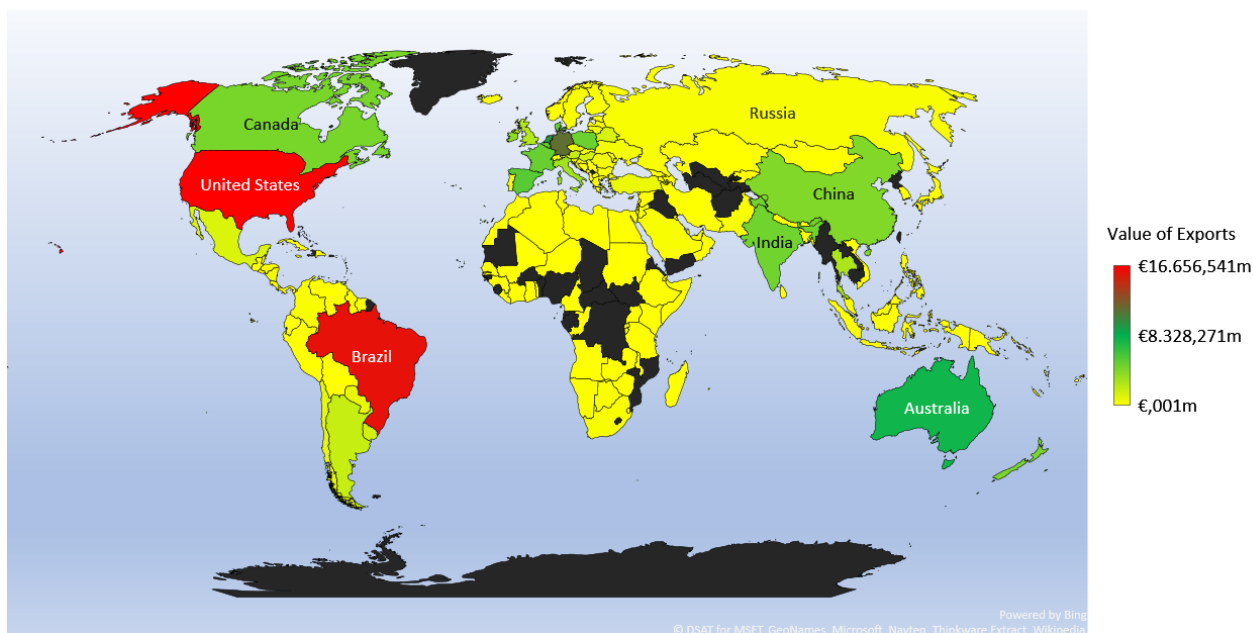 Canada
Russia
United States
China
India
Brazil
Australia
Value of Exports
€16.656,541m
€8.328,271m
€,001m
Powered by Bing
© DSAT for MSFT, GeoNames, Microsoft, Navteq, Thinkware Extract, Wikipedia